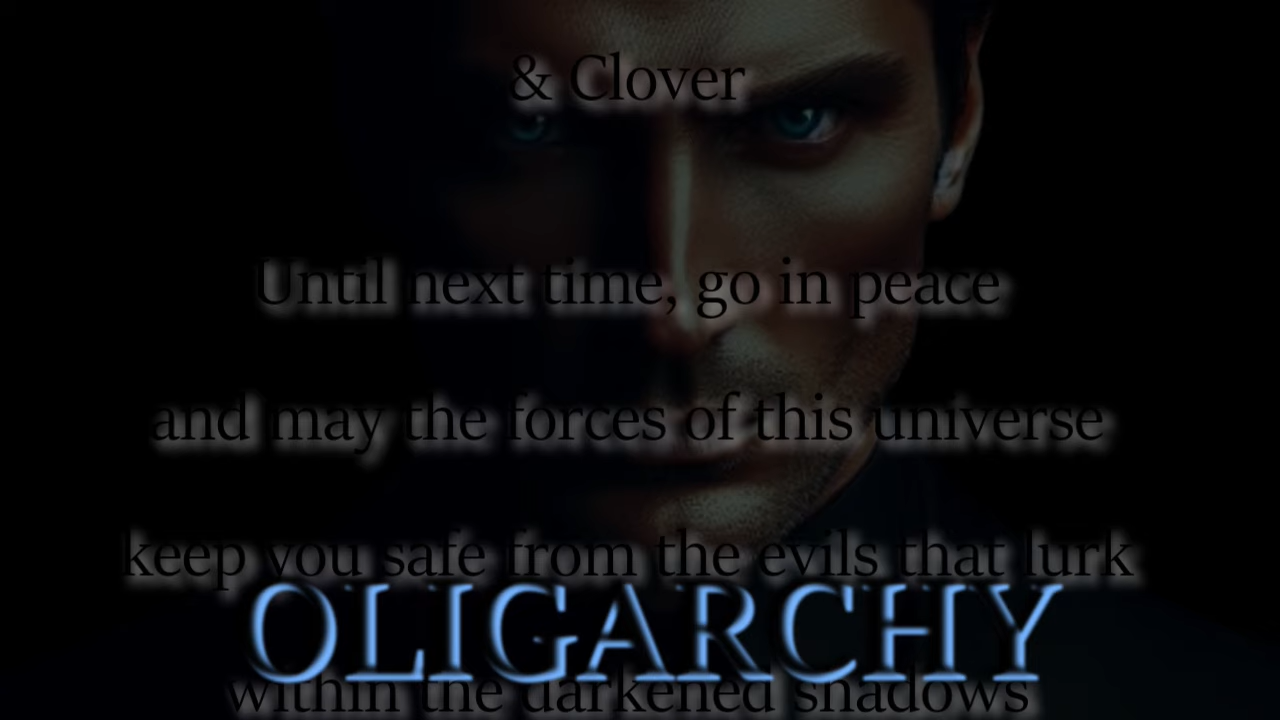 & Clover
Until next time, go in peace
and may the forces of this universe
keep you safe from the evils that lurk
OLIGARCHY
within the darkened shadows